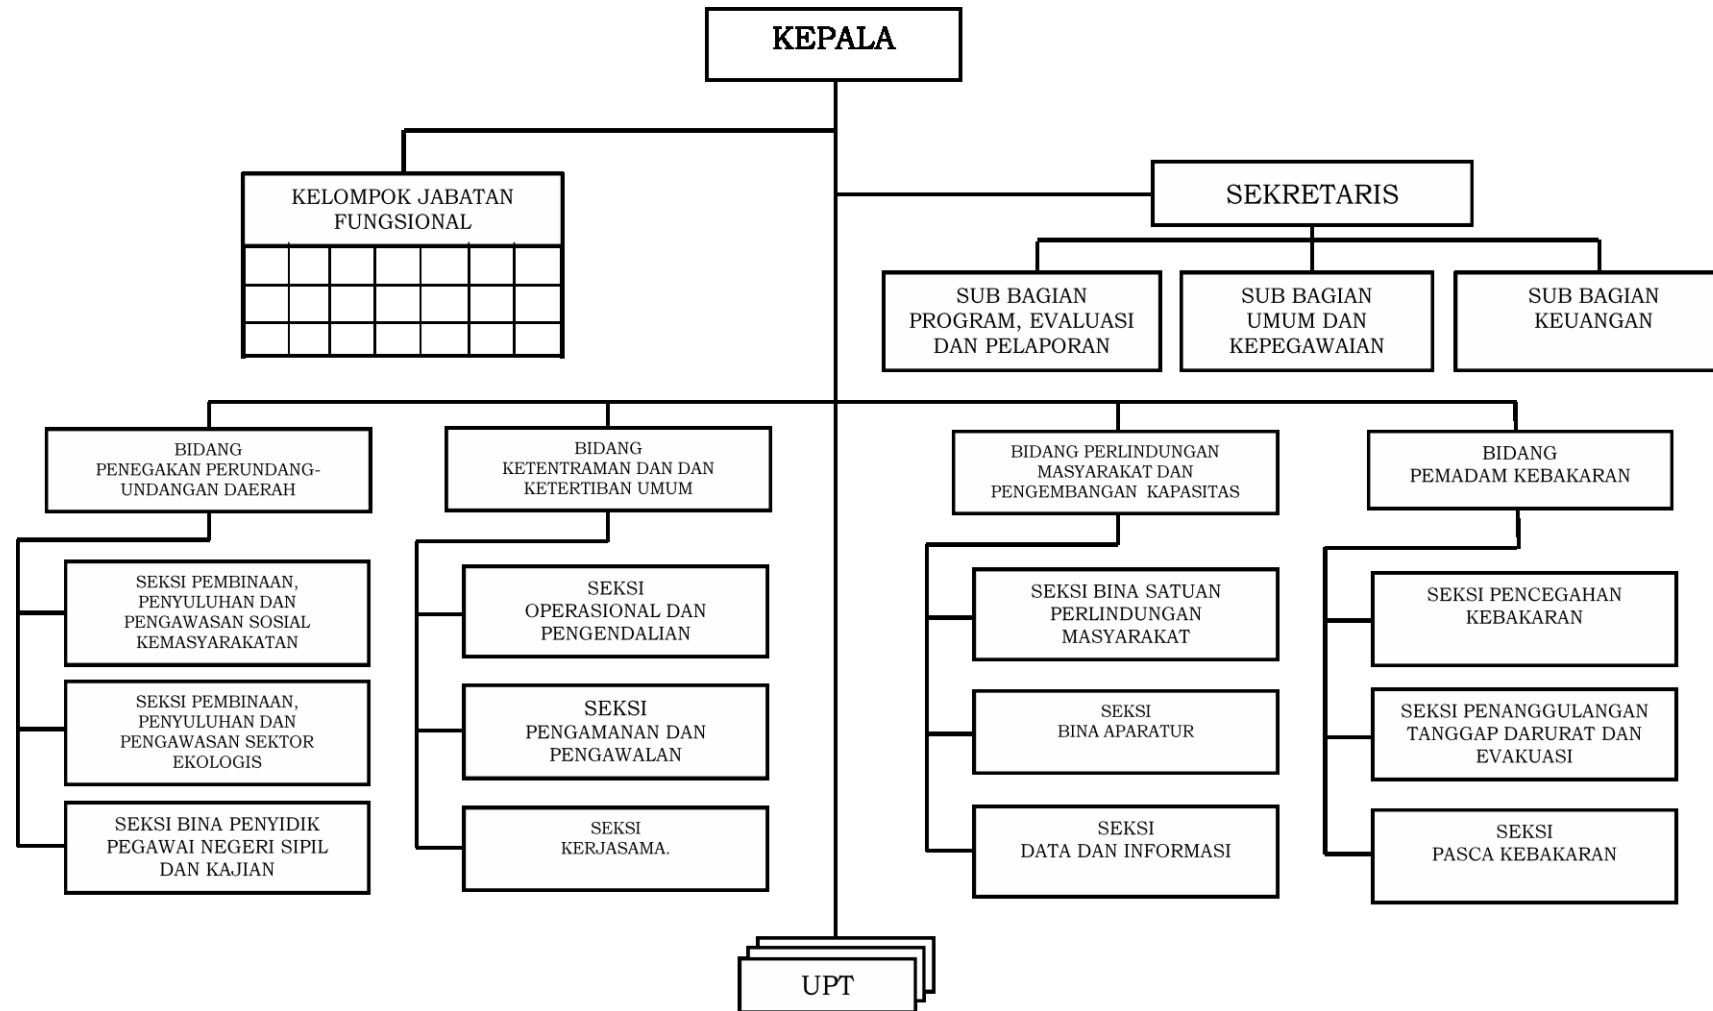 KEPALA
KELOMPOK JABATAN
FUNGSIONAL
SEKRETARIS
SUB BAGIAN
PROGRAM, EVALUASI
DAN PELAPORAN
SUB BAGIAN
UMUM DAN
KEPEGAWAIAN
SUB BAGIAN
KEUANGAN
BIDANG
PENEGAKAN PERUNDANG-
UNDANGAN DAERAH
BIDANG
KETENTRAMAN DAN DAN
KETERTIBAN UMUM
BIDANG PERLINDUNGAN
MASYARAKAT DAN
PENGEMBANGAN KAPASITAS
BIDANG
PEMADAM KEBAKARAN
SEKSI PEMBINAAN,
PENYULUHAN DAN
PENGAWASAN SOSIAL
KEMASYARAKATAN
SEKSI PEMBINAAN,
PENYULUHAN DAN
PENGAWASAN SEKTOR
EKOLOGIS
SEKSI BINA PENYIDIK
PEGAWAI NEGERI SIPIL
DAN KAJIAN
SEKSI
OPERASIONAL DAN
PENGENDALIAN
SEKSI
PENGAMANAN DAN
PENGAWALAN
SEKSI
KERJASAMA.
SEKSI BINA SATUAN
PERLINDUNGAN
MASYARAKAT
SEKSI
BINA APARATUR
SEKSI
DATA DAN INFORMASI
SEKSI PENCEGAHAN
KEBAKARAN
SEKSI PENANGGULANGAN
TANGGAP DARURAT DAN
EVAKUASI
SEKSI
PASCA KEBAKARAN
UPT